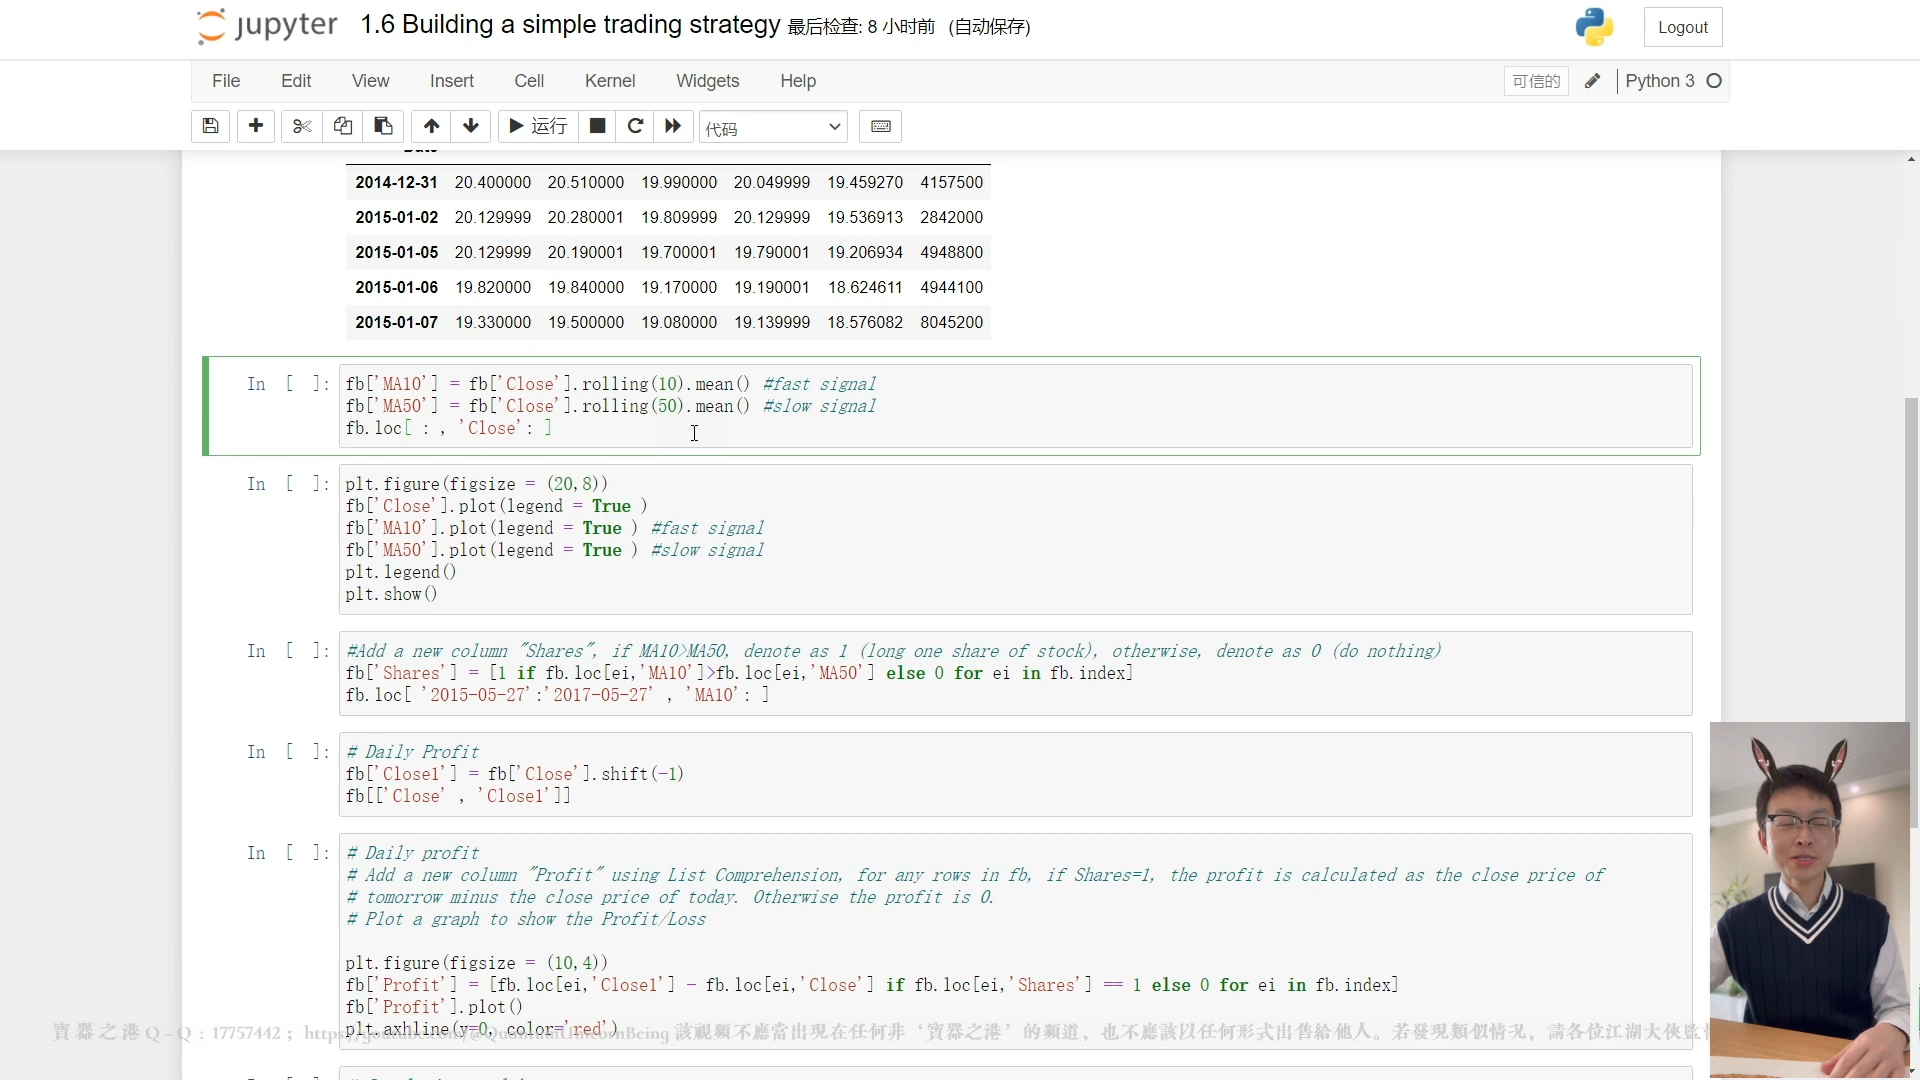 jupyter 1.6 Building a simple trading strategy 最后检查: 8 小时前 (自动保存)
Logout
File Edit View Insert Cell Kernel Widgets Help
可信的 Python 3
运行 代码
2014-12-31 20.400000 20.510000 19.990000 20.049999 19.459270 4157500
2015-01-02 20.129999 20.280001 19.809999 20.129999 19.536913 2842000
2015-01-05 20.129999 20.190001 19.700001 19.790001 19.206934 4948800
2015-01-06 19.820000 19.840000 19.170000 19.190001 18.624611 4944100
2015-01-07 19.330000 19.500000 19.080000 19.139999 18.576082 8045200
In [ ]: fb['MA10'] = fb['Close'].rolling(10).mean() #fast signal
fb['MA50'] = fb['Close'].rolling(50).mean() #slow signal
fb.loc[ : , 'Close': ]
In [ ]: plt.figure(figsize = (20,8))
fb['Close'].plot(legend = True )
fb['MA10'].plot(legend = True ) #fast signal
fb['MA50'].plot(legend = True ) #slow signal
plt.legend()
plt.show()
In [ ]: #Add a new column "Shares", if MA10>MA50, denote as 1 (long one share of stock), otherwise, denote as 0 (do nothing)
fb['Shares'] = [1 if fb.loc[ei,'MA10']>fb.loc[ei,'MA50'] else 0 for ei in fb.index]
fb.loc[ '2015-05-27':'2017-05-27' , 'MA10': ]
In [ ]: # Daily Profit
fb['Close1'] = fb['Close'].shift(-1)
fb[['Close' , 'Close1']]
In [ ]: # Daily profit
# Add a new column "Profit" using List Comprehension, for any rows in fb, if Shares=1, the profit is calculated as the close price of
# tomorrow minus the close price of today. Otherwise the profit is 0.
# Plot a graph to show the Profit/Loss
plt.figure(figsize = (10,4))
fb['Profit'] = [fb.loc[ei,'Close1'] - fb.loc[ei,'Close'] if fb.loc[ei,'Shares'] == 1 else 0 for ei in fb.index]
fb['Profit'].plot()
plt.axhline(y=0, color='red')
寶器之港Q-Q：17757442；https://youtube.com/@QuantumUnicornBeing 該視頻不應當出現在任何非‘寶器之港’的頻道，也不應該以任何形式出售給他人。若發現類似情況，請各位江湖大俠監